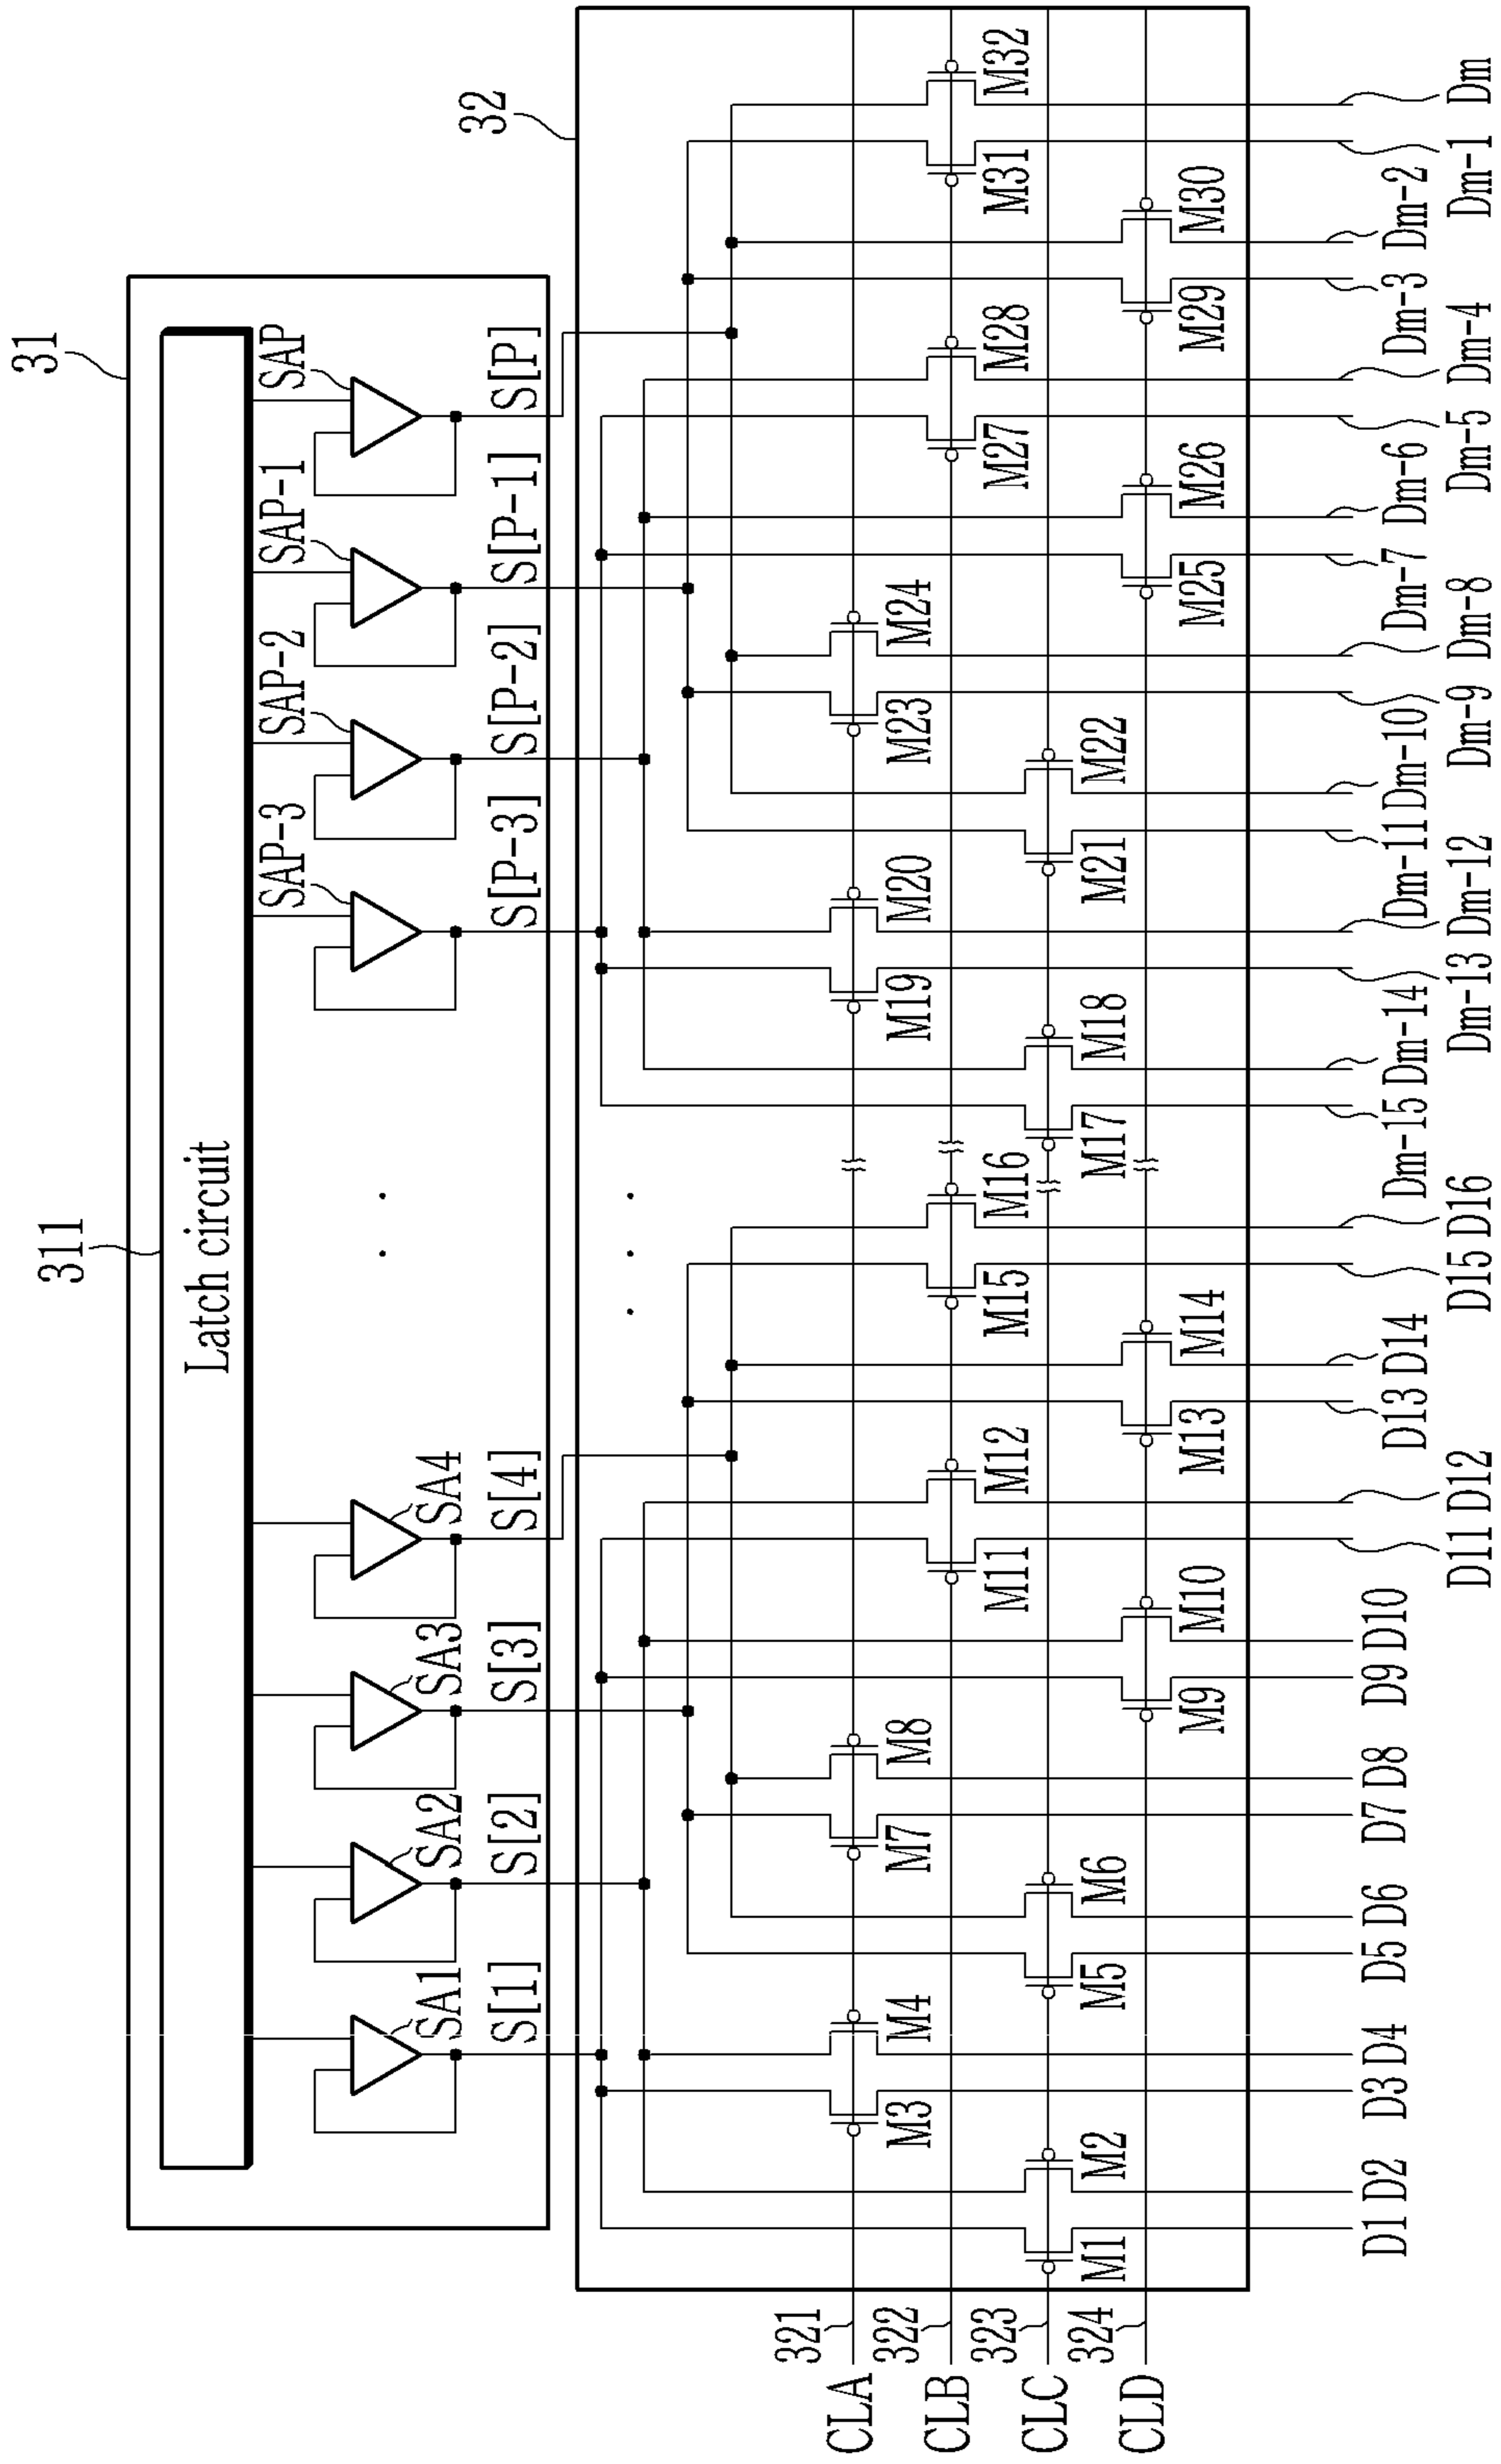 31
311
Latch circuit
SA1
SA2
SA3
SA4
SAP-3
SAP-2
SAP-1
SAP
S[1]
S[2]
S[3]
S[4]
S[P-3]
S[P-2]
S[P-1]
S[P]
32
CLA
321
M3
M4
M7
M8
M19
M20
M23
M24
CLB
322
M11
M12
M15
M16
M27
M28
M31
M32
CLC
323
M1
M2
M5
M6
M17
M18
M21
M22
CLD
324
M9
M10
M13
M14
M25
M26
M29
M30
D1
D2
D3
D4
D5
D6
D7
D8
D9
D10
D11
D12
D13
D14
D15
D16
Dm-15
Dm-14
Dm-13
Dm-12
Dm-11
Dm-10
Dm-9
Dm-8
Dm-7
Dm-6
Dm-5
Dm-4
Dm-3
Dm-2
Dm-1
Dm